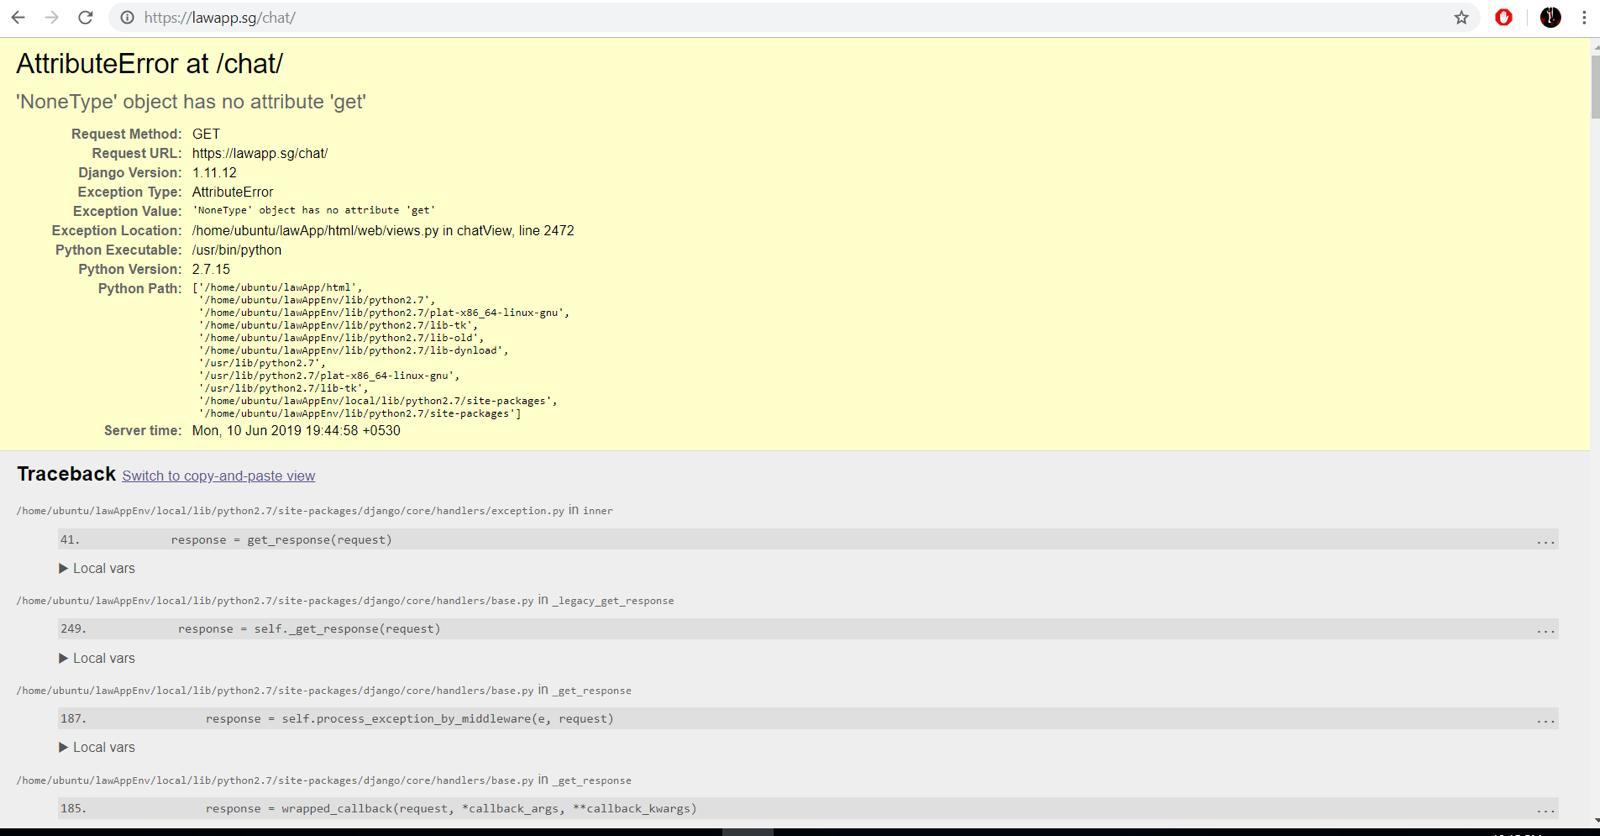 https://lawapp.sg/chat/
AttributeError at /chat/
'NoneType' object has no attribute 'get'
Request Method: GET
Request URL: https://lawapp.sg/chat/
Django Version: 1.11.12
Exception Type: AttributeError
Exception Value: 'NoneType' object has no attribute 'get'
Exception Location: /home/ubuntu/lawApp/html/web/views.py in chatView, line 2472
Python Executable: /usr/bin/python
Python Version: 2.7.15
Python Path: ['/home/ubuntu/lawApp/html',
'/home/ubuntu/lawAppEnv/lib/python2.7',
'/home/ubuntu/lawAppEnv/lib/python2.7/plat-x86_64-linux-gnu',
'/home/ubuntu/lawAppEnv/lib/python2.7/lib-tk',
'/home/ubuntu/lawAppEnv/lib/python2.7/lib-old',
'/home/ubuntu/lawAppEnv/lib/python2.7/lib-dynload',
'/usr/lib/python2.7',
'/usr/lib/python2.7/plat-x86_64-linux-gnu',
'/usr/lib/python2.7/lib-tk',
'/home/ubuntu/lawAppEnv/local/lib/python2.7/site-packages',
'/home/ubuntu/lawAppEnv/lib/python2.7/site-packages']
Server time: Mon, 10 Jun 2019 19:44:58 +0530
Traceback Switch to copy-and-paste view
/home/ubuntu/lawAppEnv/local/lib/python2.7/site-packages/django/core/handlers/exception.py in inner
41. response = get_response(request) ...
▶ Local vars
/home/ubuntu/lawAppEnv/local/lib/python2.7/site-packages/django/core/handlers/base.py in _legacy_get_response
249. response = self._get_response(request) ...
▶ Local vars
/home/ubuntu/lawAppEnv/local/lib/python2.7/site-packages/django/core/handlers/base.py in _get_response
187. response = self.process_exception_by_middleware(e, request) ...
▶ Local vars
/home/ubuntu/lawAppEnv/local/lib/python2.7/site-packages/django/core/handlers/base.py in _get_response
185. response = wrapped_callback(request, *callback_args, **callback_kwargs) ...